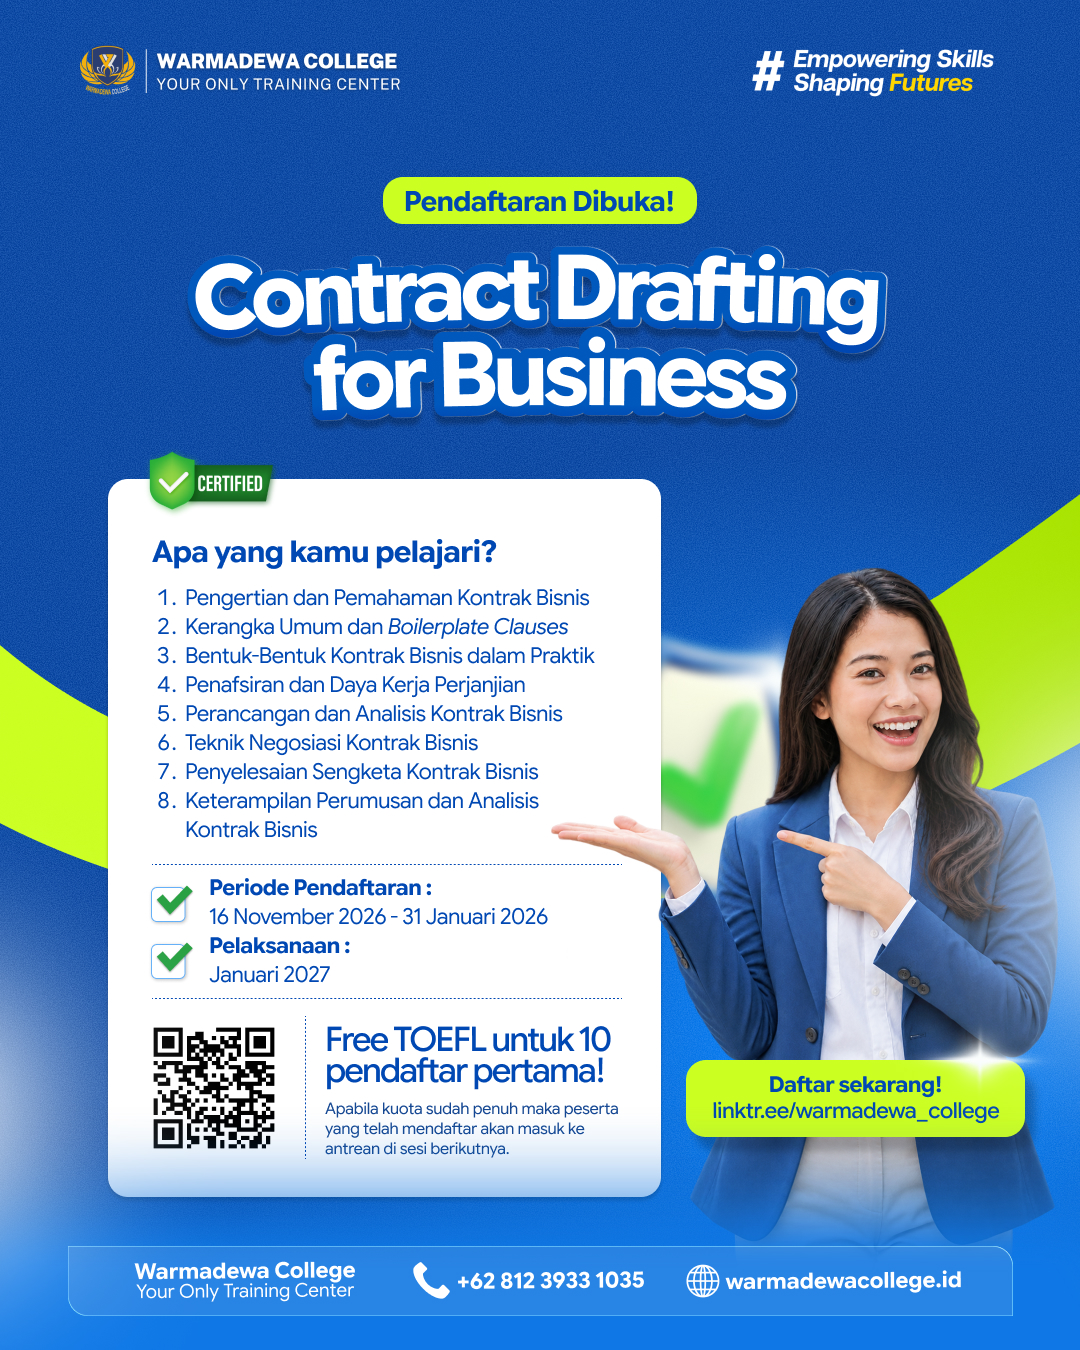 WARMADEWA COLLEGE
YOUR ONLY TRAINING CENTER
WARMADEWA COLLEGE
# Empowering Skills
Shaping Futures
Pendaftaran Dibuka!
Contract Drafting
for Business
CERTIFIED
Apa yang kamu pelajari?
1. Pengertian dan Pemahaman Kontrak Bisnis
2. Kerangka Umum dan Boilerplate Clauses
3. Bentuk-Bentuk Kontrak Bisnis dalam Praktik
4. Penafsiran dan Daya Kerja Perjanjian
5. Perancangan dan Analisis Kontrak Bisnis
6. Teknik Negosiasi Kontrak Bisnis
7. Penyelesaian Sengketa Kontrak Bisnis
8. Keterampilan Perumusan dan Analisis
Kontrak Bisnis
Periode Pendaftaran :
16 November 2026 - 31 Januari 2026
Pelaksanaan :
Januari 2027
Free TOEFL untuk 10
pendaftar pertama!
Apabila kuota sudah penuh maka peserta
yang telah mendaftar akan masuk ke
antrean di sesi berikutnya.
Daftar sekarang!
linktr.ee/warmadewa_college
Warmadewa College
Your Only Training Center
+62 812 3933 1035
warmadewacollege.id